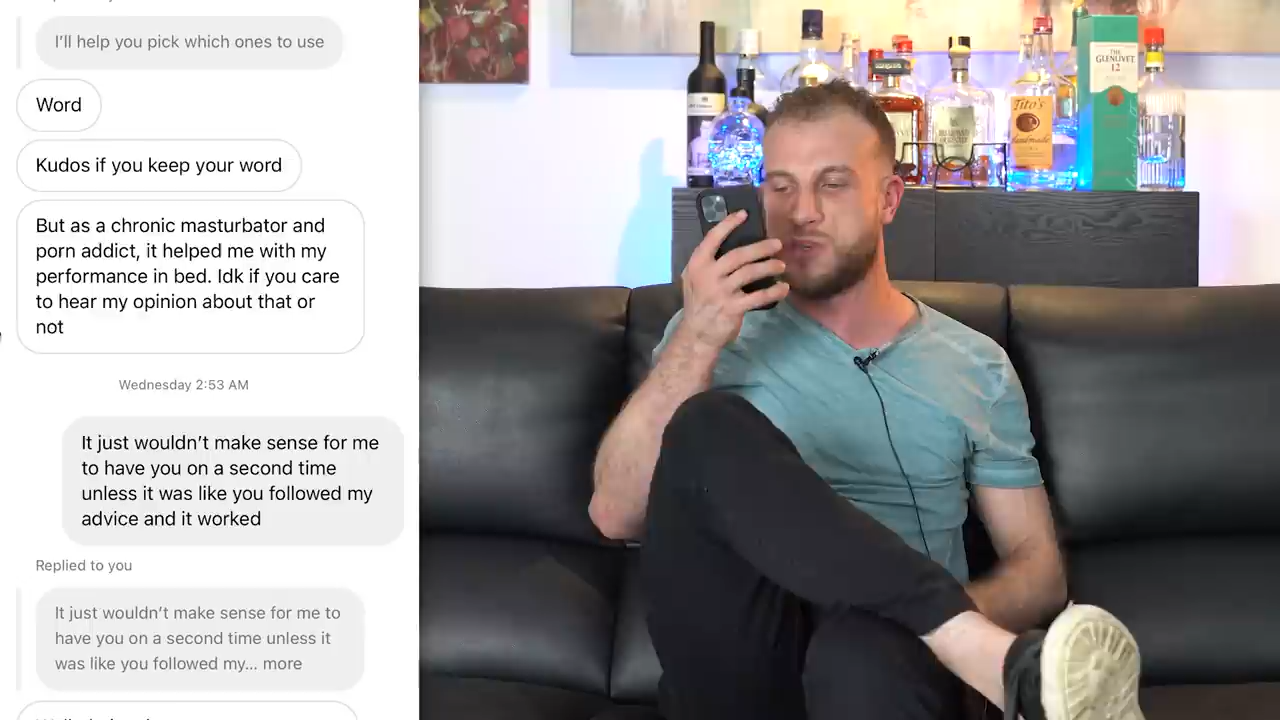 I'll help you pick which ones to use
Word
Kudos if you keep your word
But as a chronic masturbator and
porn addict, it helped me with my
performance in bed. Idk if you care
to hear my opinion about that or
not
Wednesday 2:53 AM
It just wouldn't make sense for me
to have you on a second time
unless it was like you followed my
advice and it worked
Replied to you
It just wouldn't make sense for me to
have you on a second time unless it
was like you followed my... more
THE
GLENLIVET
12
Tito's
Handmade